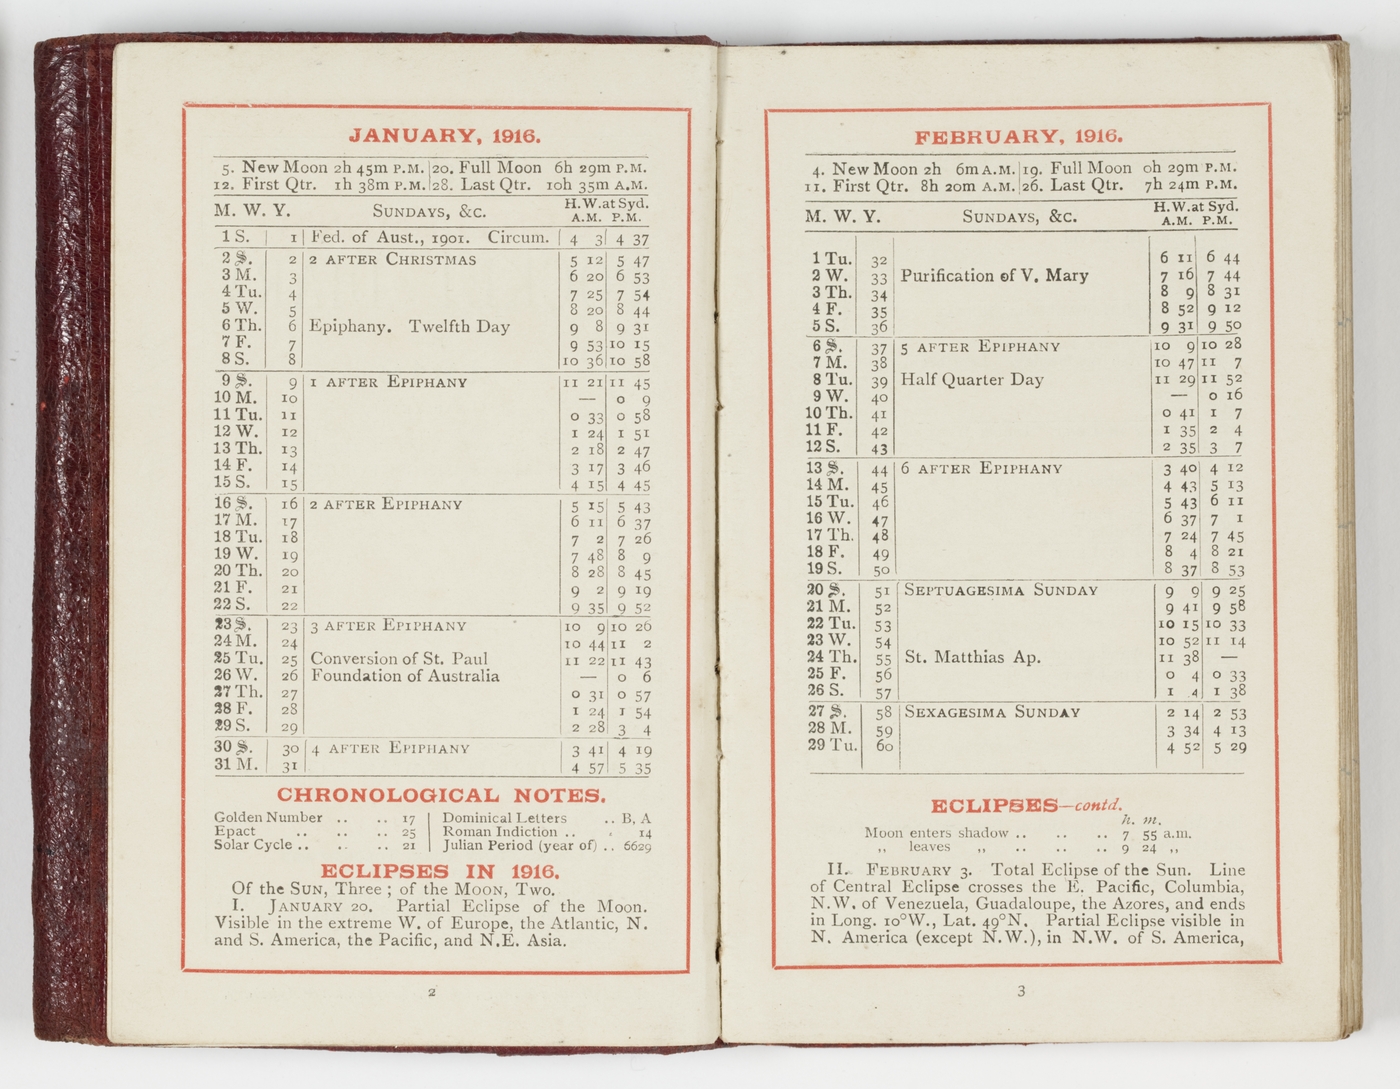 JANUARY, 1916.
5. New Moon 2h 45m P.M. 20. Full Moon 6h 29m P.M.
12. First Qtr. 1h 38m P.M. 28. Last Qtr. 10h 35m A.M.
M. W. Y. SUNDAYS, &c. H.W. at Syd.
A.M. P.M.
1 S. 1 Fed. of Aust., 1901. Circum. 4 3 4 37
2 S. 2 2 AFTER CHRISTMAS 5 12 5 47
3 M. 3 6 20 6 53
4 Tu. 4 7 25 7 54
5 W. 5 8 20 8 44
6 Th. 6 Epiphany. Twelfth Day 9 8 9 31
7 F. 7 9 53 10 15
8 S. 8 10 36 10 58
9 S. 9 1 AFTER EPIPHANY 11 21 11 45
10 M. 10 — 0 9
11 Tu. 11 0 33 0 58
12 W. 12 1 24 1 51
13 Th. 13 2 18 2 47
14 F. 14 3 17 3 46
15 S. 15 4 15 4 45
16 S. 16 2 AFTER EPIPHANY 5 15 5 43
17 M. 17 6 11 6 37
18 Tu. 18 7 2 7 26
19 W. 19 7 48 8 9
20 Th. 20 8 28 8 45
21 F. 21 9 2 9 19
22 S. 22 9 35 9 52
23 S. 23 3 AFTER EPIPHANY 10 9 10 26
24 M. 24 10 44 11 2
25 Tu. 25 Conversion of St. Paul 11 22 11 43
26 W. 26 Foundation of Australia — 0 6
27 Th. 27 0 31 0 57
28 F. 28 1 24 1 54
29 S. 29 2 28 3 4
30 S. 30 4 AFTER EPIPHANY 3 41 4 19
31 M. 31 4 57 5 35
CHRONOLOGICAL NOTES.
Golden Number .. .. 17 Dominical Letters .. B, A
Epact .. .. .. 25 Roman Indiction .. . 14
Solar Cycle .. .. .. 21 Julian Period (year of) .. 6629
ECLIPSES IN 1916.
Of the SUN, Three ; of the MOON, Two.
I. JANUARY 20. Partial Eclipse of the Moon.
Visible in the extreme W. of Europe, the Atlantic, N.
and S. America, the Pacific, and N.E. Asia.
2
FEBRUARY, 1916.
4. New Moon 2h 6m A.M. 19. Full Moon 0h 29m P.M.
11. First Qtr. 8h 20m A.M. 26. Last Qtr. 7h 24m P.M.
M. W. Y. SUNDAYS, &c. H.W. at Syd.
A.M. P.M.
1 Tu. 32 6 11 6 44
2 W. 33 Purification of V. Mary 7 16 7 44
3 Th. 34 8 9 8 31
4 F. 35 8 52 9 12
5 S. 36 9 31 9 50
6 S. 37 5 AFTER EPIPHANY 10 9 10 28
7 M. 38 10 47 11 7
8 Tu. 39 Half Quarter Day 11 29 11 52
9 W. 40 — 0 16
10 Th. 41 0 41 1 7
11 F. 42 1 35 2 4
12 S. 43 2 35 3 7
13 S. 44 6 AFTER EPIPHANY 3 40 4 12
14 M. 45 4 43 5 13
15 Tu. 46 5 43 6 11
16 W. 47 6 37 7 1
17 Th. 48 7 24 7 45
18 F. 49 8 4 8 21
19 S. 50 8 37 8 53
20 S. 51 SEPTUAGESIMA SUNDAY 9 9 9 25
21 M. 52 9 41 9 58
22 Tu. 53 10 15 10 33
23 W. 54 10 52 11 14
24 Th. 55 St. Matthias Ap. 11 38 —
25 F. 56 0 4 0 33
26 S. 57 1 4 1 38
27 S. 58 SEXAGESIMA SUNDAY 2 14 2 53
28 M. 59 3 34 4 13
29 Tu. 60 4 52 5 29
ECLIPSES—contd.
h. m.
Moon enters shadow .. .. .. 7 55 a.m.
„ leaves „ .. .. .. 9 24 „
II. FEBRUARY 3. Total Eclipse of the Sun. Line
of Central Eclipse crosses the E. Pacific, Columbia,
N.W. of Venezuela, Guadaloupe, the Azores, and ends
in Long. 10°W., Lat. 49°N. Partial Eclipse visible in
N. America (except N.W.), in N.W. of S. America,
3